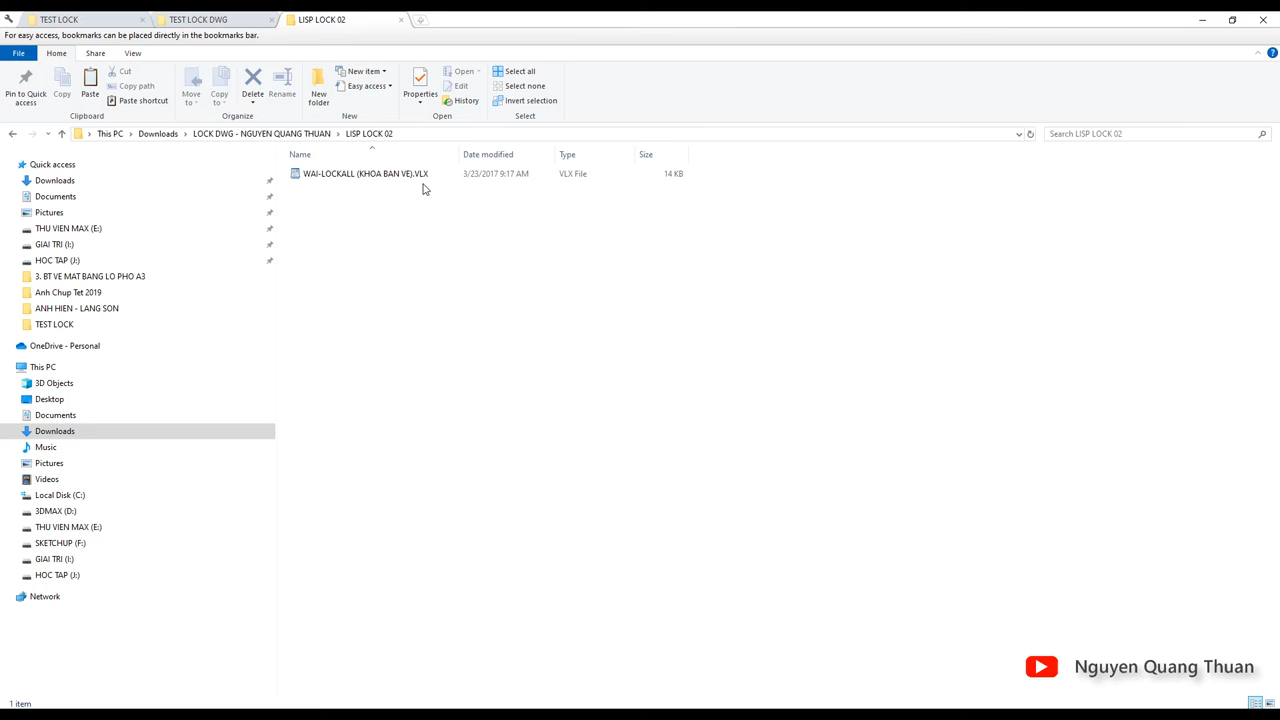 TEST LOCK
TEST LOCK DWG
LISP LOCK 02
For easy access, bookmarks can be placed directly in the bookmarks bar.
File
Home
Share
View
Pin to Quick access
Copy
Paste
Cut
Copy path
Paste shortcut
Clipboard
Move to
Copy to
Delete
Rename
Organize
New folder
New item
Easy access
New
Properties
Open
Edit
History
Open
Select all
Select none
Invert selection
Select
This PC
Downloads
LOCK DWG - NGUYEN QUANG THUAN
LISP LOCK 02
Search LISP LOCK 02
Name
Date modified
Type
Size
WAI-LOCKALL (KHOA BAN VE).VLX
3/23/2017 9:17 AM
VLX File
14 KB
Quick access
Downloads
Documents
Pictures
THU VIEN MAX (E:)
GIAI TRI (I:)
HOC TAP (J:)
3. BT VE MAT BANG LO PHO A3
Anh Chup Tet 2019
ANH HIEN - LANG SON
TEST LOCK
OneDrive - Personal
This PC
3D Objects
Desktop
Documents
Downloads
Music
Pictures
Videos
Local Disk (C:)
3DMAX (D:)
THU VIEN MAX (E:)
SKETCHUP (F:)
GIAI TRI (I:)
HOC TAP (J:)
Network
Nguyen Quang Thuan
1 item